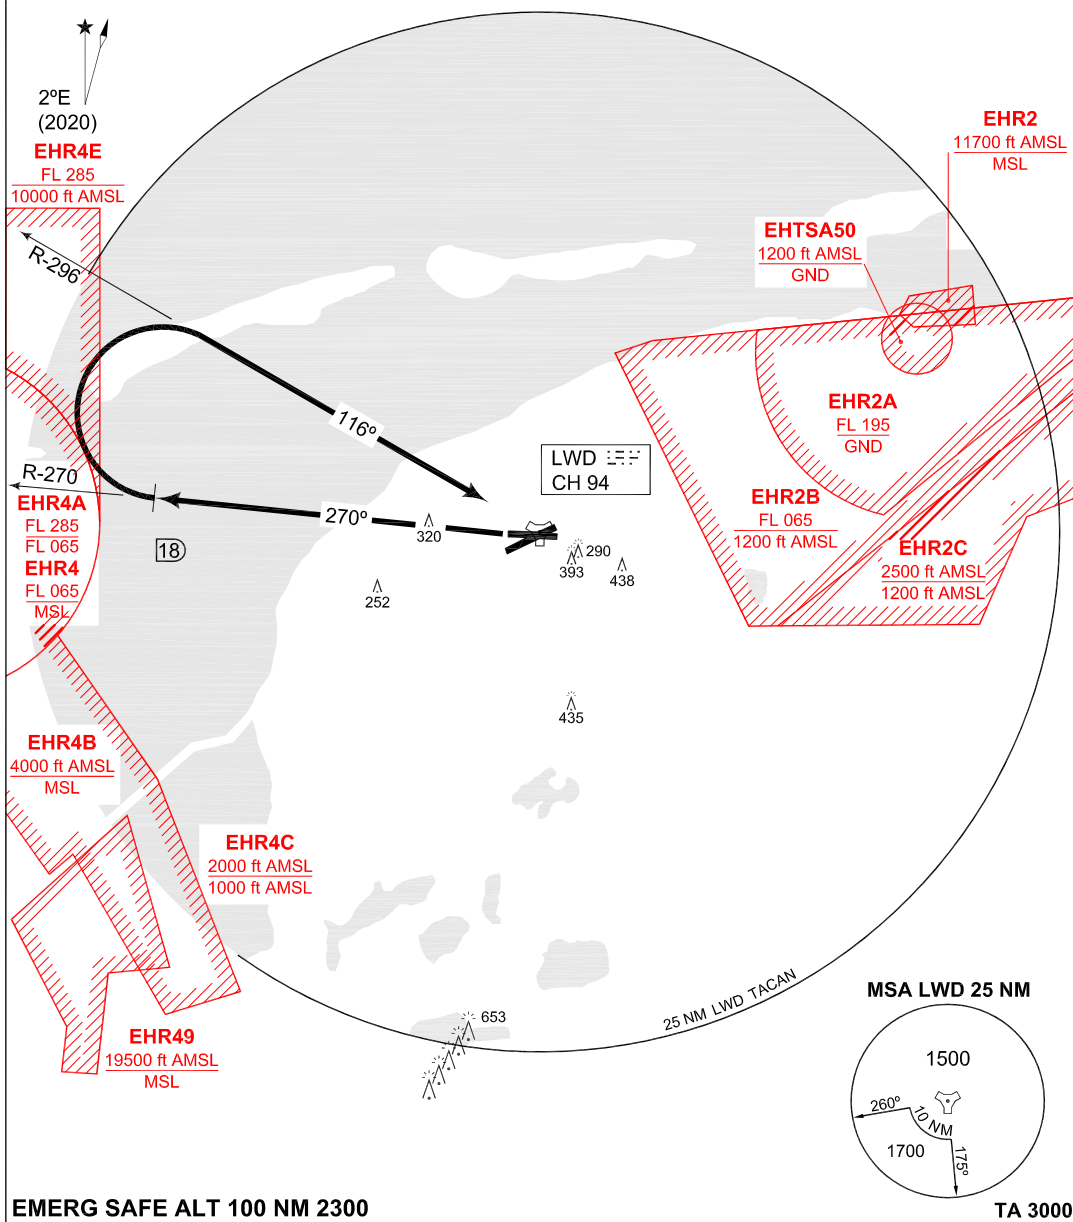 2ºE
(2020)
EHR4E
FL 285
10000 ft AMSL
EHR2
11700 ft AMSL
MSL
EHTSA50
1200 ft AMSL
GND
R-296
116º
EHR2A
FL 195
GND
LWD
CH 94
R-270
270º
320
18
EHR4A
FL 285
FL 065
EHR4
FL 065
MSL
EHR2B
FL 065
1200 ft AMSL
EHR2C
2500 ft AMSL
1200 ft AMSL
290
393
438
252
435
EHR4B
4000 ft AMSL
MSL
EHR4C
2000 ft AMSL
1000 ft AMSL
25 NM LWD TACAN
653
EHR49
19500 ft AMSL
MSL
MSA LWD 25 NM
1500
260º
10 NM
1700
175º
EMERG SAFE ALT 100 NM 2300
TA 3000